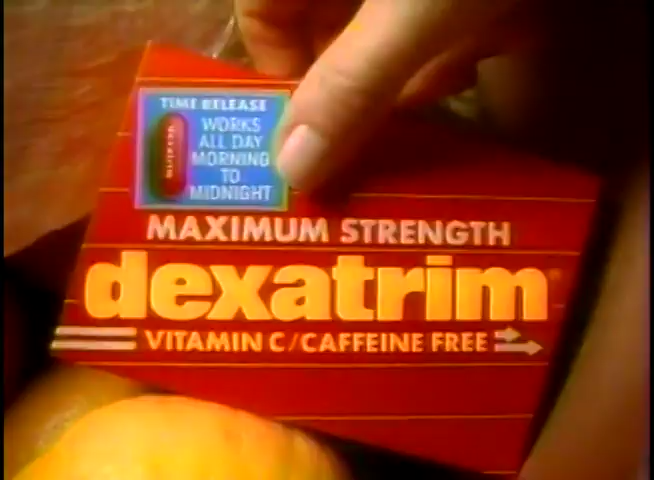 TIME RELEASE
WORKS
ALL DAY
MORNING
TO
MIDNIGHT
MAXIMUM STRENGTH
dexatrim
VITAMIN C/CAFFEINE FREE